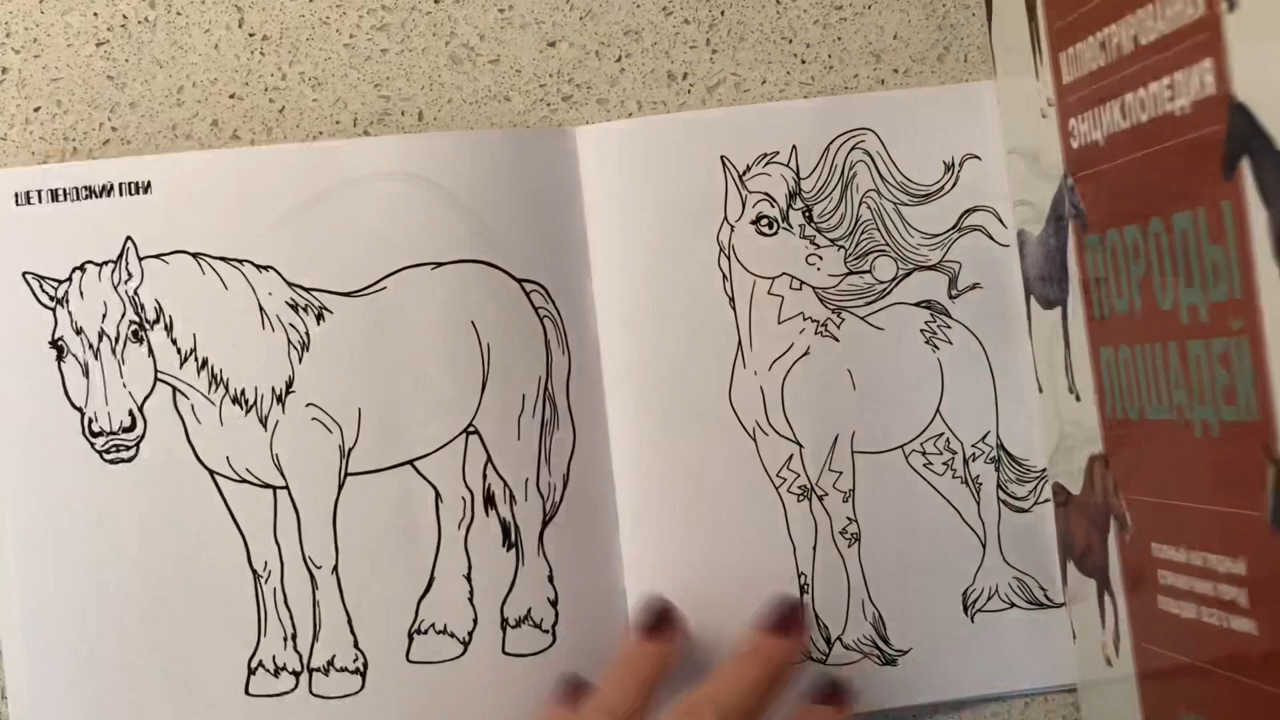 ШЕТЛЕНДСКИЙ ПОНИ
ИЛЛЮСТРИРОВАННАЯ
ЭНЦИКЛОПЕДИЯ
ПОРОДЫ
ЛОШАДЕЙ